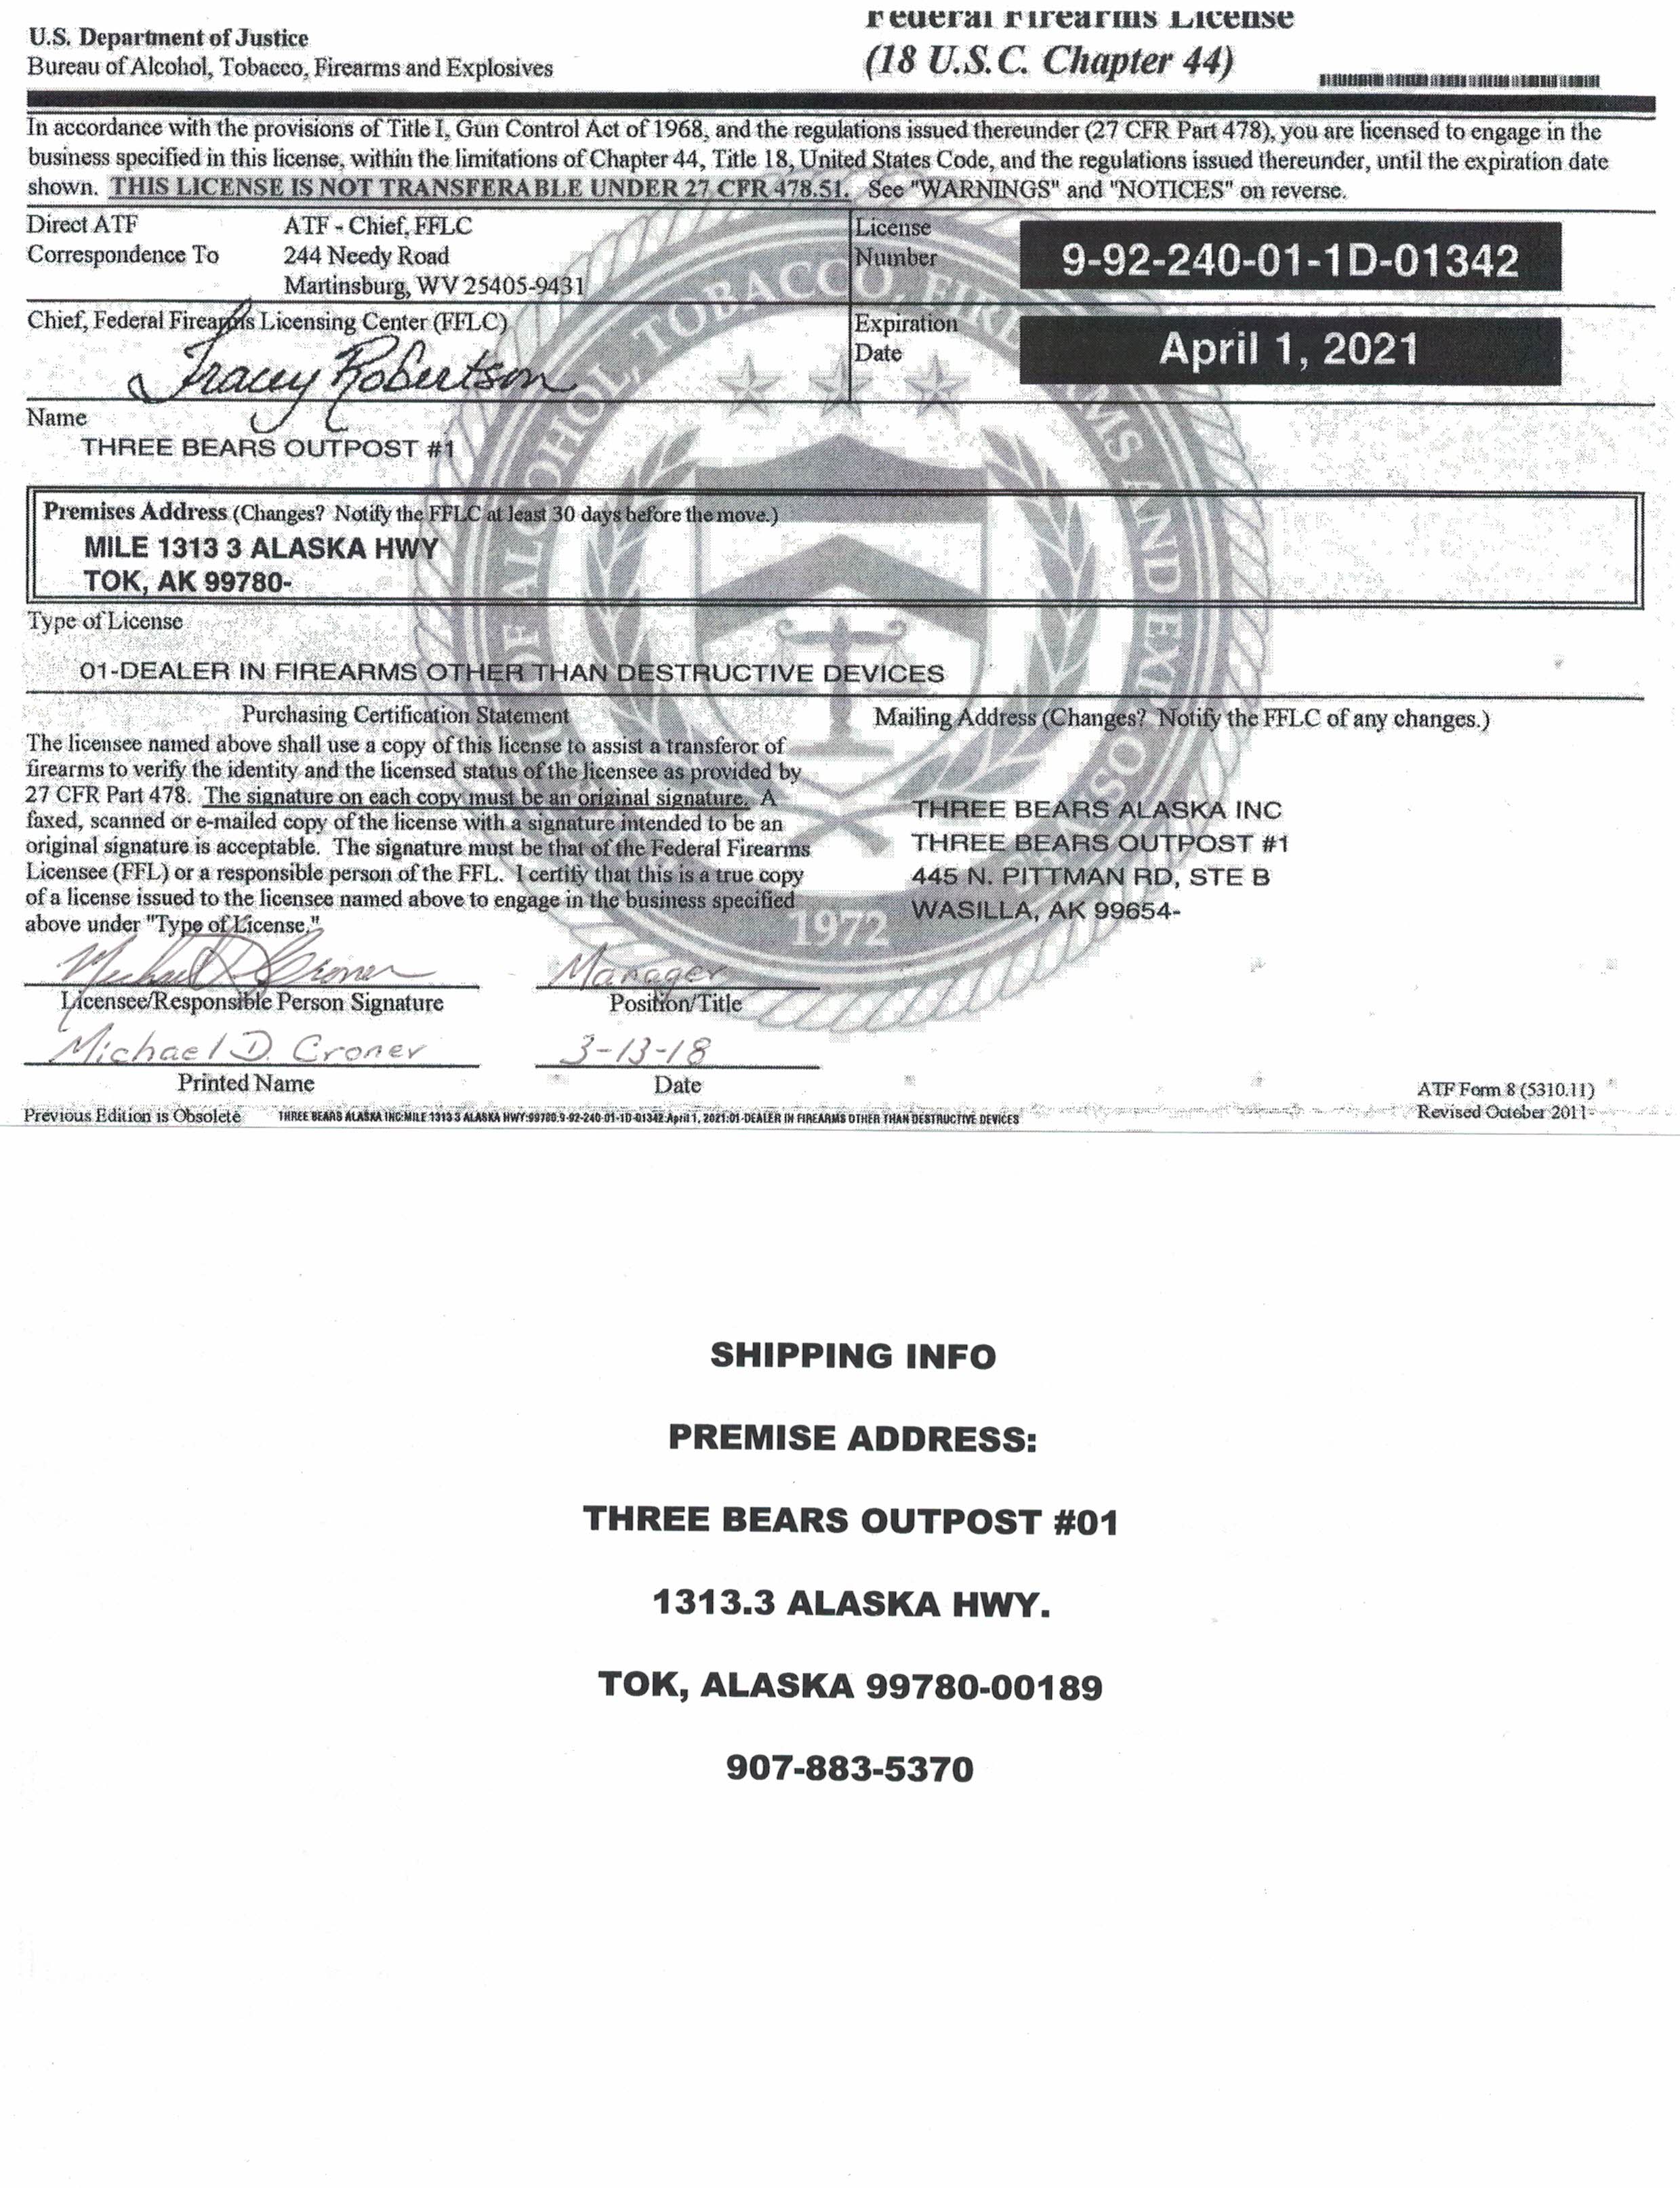 U.S. Department of Justice
Bureau of Alcohol, Tobacco, Firearms and Explosives
Federal Firearms License
(18 U.S.C. Chapter 44)
In accordance with the provisions of Title I, Gun Control Act of 1968, and the regulations issued thereunder (27 CFR Part 478), you are licensed to engage in the
business specified in this license, within the limitations of Chapter 44, Title 18, United States Code, and the regulations issued thereunder, until the expiration date
shown. THIS LICENSE IS NOT TRANSFERABLE UNDER 27 CFR 478.51. See "WARNINGS" and "NOTICES" on reverse.
Direct ATF
Correspondence To
ATF - Chief, FFLC
244 Needy Road
Martinsburg, WV 25405-9431
License
Number
9-92-240-01-1D-01342
Chief, Federal Firearms Licensing Center (FFLC)
Tracey Robertson
Expiration
Date
April 1, 2021
Name
THREE BEARS OUTPOST #1
Premises Address (Changes? Notify the FFLC at least 30 days before the move.)
MILE 1313 3 ALASKA HWY
TOK, AK 99780-
Type of License
01-DEALER IN FIREARMS OTHER THAN DESTRUCTIVE DEVICES
Purchasing Certification Statement
The licensee named above shall use a copy of this license to assist a transferor of
firearms to verify the identity and the licensed status of the licensee as provided by
27 CFR Part 478. The signature on each copy must be an original signature. A
faxed, scanned or e-mailed copy of the license with a signature intended to be an
original signature is acceptable. The signature must be that of the Federal Firearms
Licensee (FFL) or a responsible person of the FFL. I certify that this is a true copy
of a license issued to the licensee named above to engage in the business specified
above under "Type of License."
Mailing Address (Changes? Notify the FFLC of any changes.)
THREE BEARS ALASKA INC
THREE BEARS OUTPOST #1
445 N. PITTMAN RD, STE B
WASILLA, AK 99654-
1972
Michael D Croner
Licensee/Responsible Person Signature
Manager
Position/Title
Michael D. Croner
Printed Name
3-13-18
Date
ATF Form 8 (5310.11)
Revised October 2011
Previous Edition is Obsolete
THREE BEARS ALASKA INC:MILE 1313 3 ALASKA HWY:99780:9-92-240-01-1D-01342:April 1, 2021:01-DEALER IN FIREARMS OTHER THAN DESTRUCTIVE DEVICES
SHIPPING INFO
PREMISE ADDRESS:
THREE BEARS OUTPOST #01
1313.3 ALASKA HWY.
TOK, ALASKA 99780-00189
907-883-5370